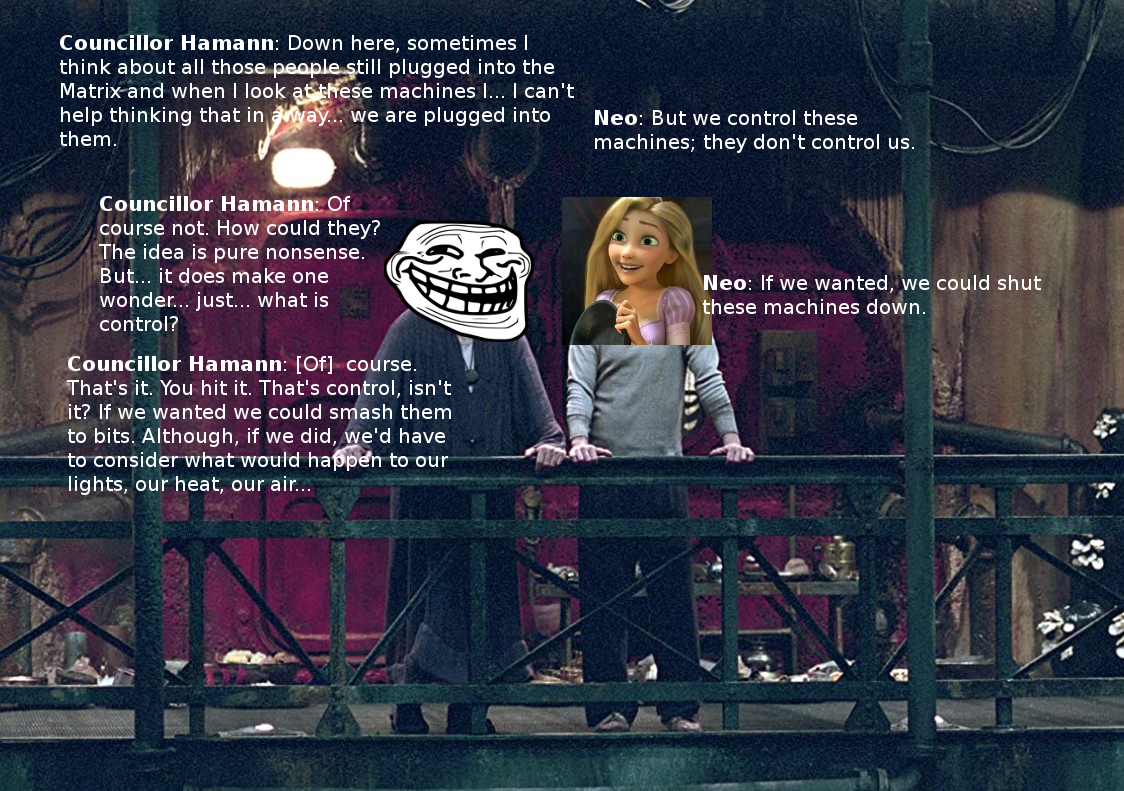 Councillor Hamann: Down here, sometimes I
think about all those people still plugged into the
Matrix and when I look at these machines I... I can't
help thinking that in a way... we are plugged into
them.
Neo: But we control these
machines; they don't control us.
Councillor Hamann: Of
course not. How could they?
The idea is pure nonsense.
But... it does make one
wonder... just... what is
control?
Neo: If we wanted, we could shut
these machines down.
Councillor Hamann: [Of]  course.
That's it. You hit it. That's control, isn't
it? If we wanted we could smash them
to bits. Although, if we did, we'd have
to consider what would happen to our
lights, our heat, our air...